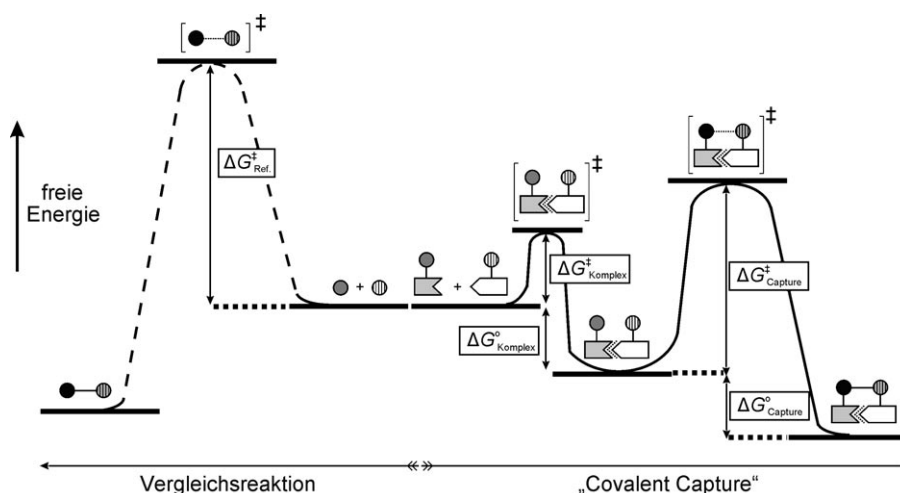 ‡
ΔG‡Ref.
freie
Energie
+
+
‡
ΔG‡Komplex
ΔG°Komplex
‡
ΔG‡Capture
ΔG°Capture
Vergleichsreaktion
„Covalent Capture“